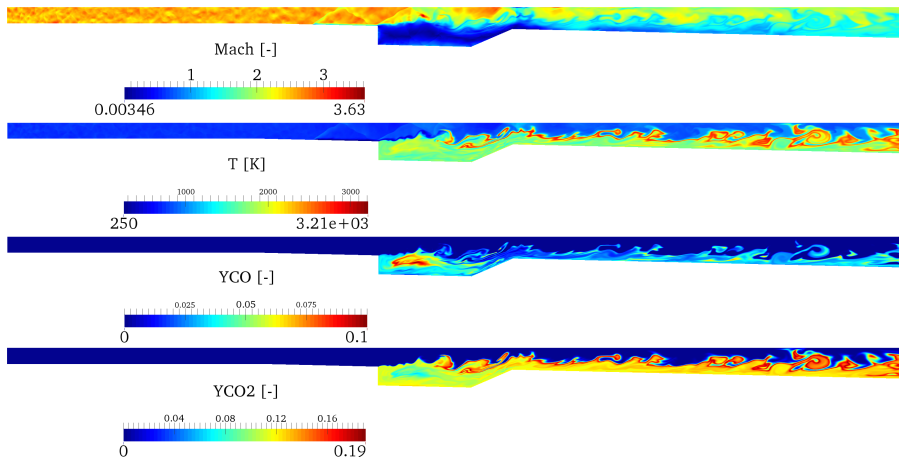 Mach [-]
1 2 3
0.00346 3.63
T [K]
1000 2000 3000
250 3.21e+03
YCO [-]
0.025 0.05 0.075
0 0.1
YCO2 [-]
0.04 0.08 0.12 0.16
0 0.19